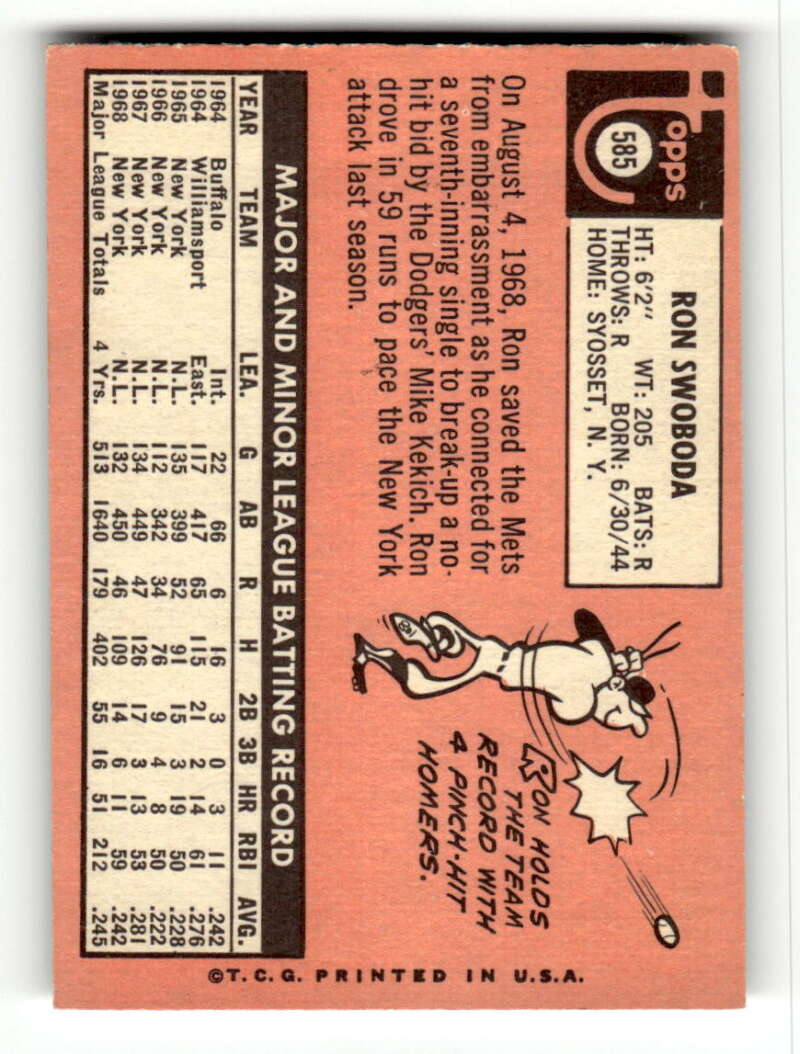 Topps
585
RON SWOBODA
HT: 6'2" WT: 205 BATS: R
THROWS: R BORN: 6/30/44
HOME: SYOSSET, N. Y.
On August 4, 1968, Ron saved the Mets
from embarrassment as he connected for
a seventh-inning single to break-up a no-
hit bid by the Dodgers' Mike Kekich. Ron
drove in 59 runs to pace the New York
attack last season.
RON HOLDS
THE TEAM
RECORD WITH
4 PINCH-HIT
HOMERS.
MAJOR AND MINOR LEAGUE BATTING RECORD
YEAR TEAM LEA. G AB R H 2B 3B HR RBI AVG.
1964 Buffalo Int. 22 66 6 16 3 0 3 11 .242
1964 Williamsport East. 117 417 65 115 21 2 14 61 .276
1965 New York N.L. 135 399 52 91 15 3 19 50 .228
1966 New York N.L. 112 342 34 76 9 4 8 50 .222
1967 New York N.L. 134 449 47 126 17 3 13 53 .281
1968 New York N.L. 132 450 46 109 14 6 11 59 .242
Major League Totals 4 Yrs. 513 1640 179 402 55 16 51 212 .245
©T.C.G. PRINTED IN U.S.A.